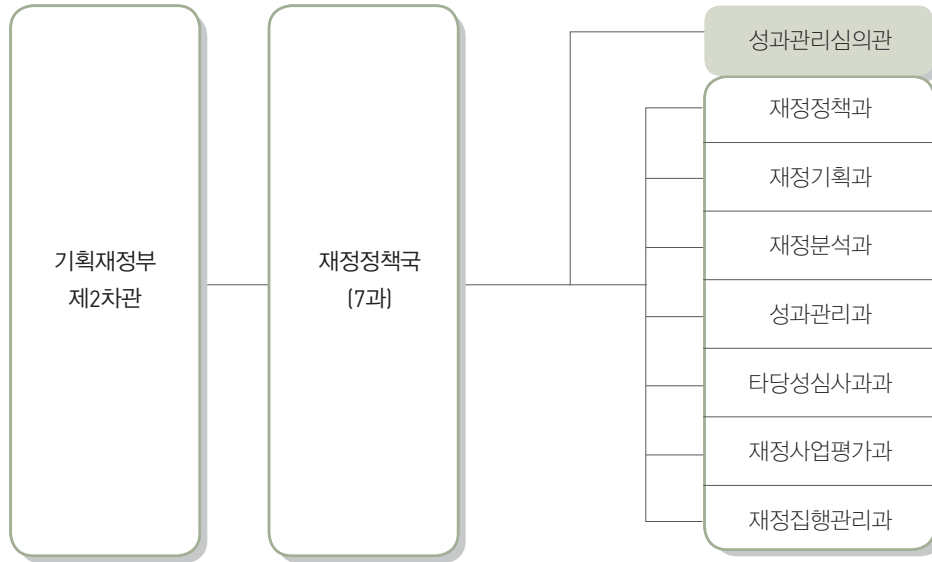 기획재정부
제2차관
재정정책국
(7과)
성과관리심의관
재정정책과
재정기획과
재정분석과
성과관리과
타당성심사과과
재정사업평가과
재정집행관리과